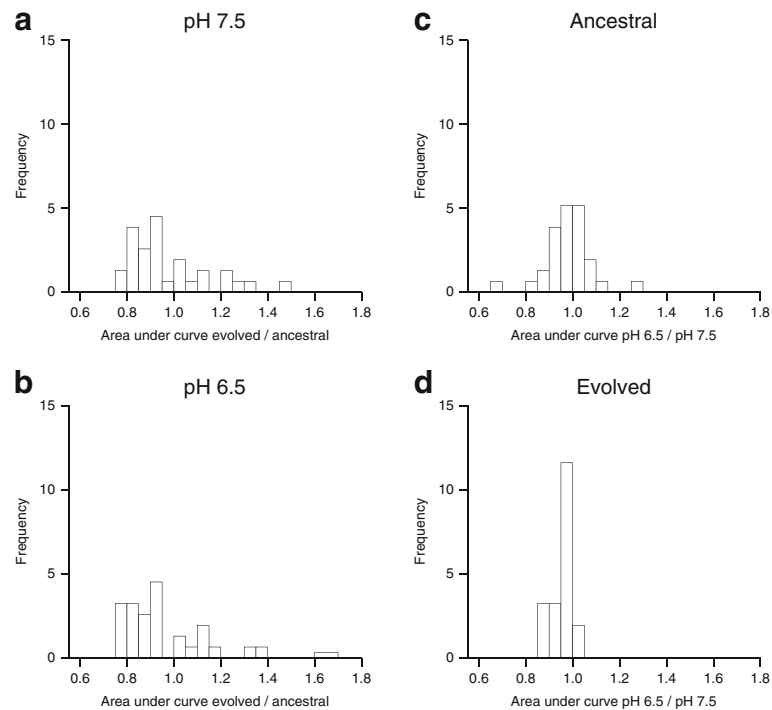 a
pH 7.5
15
10
5
0
Frequency
0.6 0.8 1.0 1.2 1.4 1.6 1.8
Area under curve evolved / ancestral
c
Ancestral
15
10
5
0
Frequency
0.6 0.8 1.0 1.2 1.4 1.6 1.8
Area under curve pH 6.5 / pH 7.5
b
pH 6.5
15
10
5
0
Frequency
0.6 0.8 1.0 1.2 1.4 1.6 1.8
Area under curve evolved / ancestral
d
Evolved
15
10
5
0
Frequency
0.6 0.8 1.0 1.2 1.4 1.6 1.8
Area under curve pH 6.5 / pH 7.5